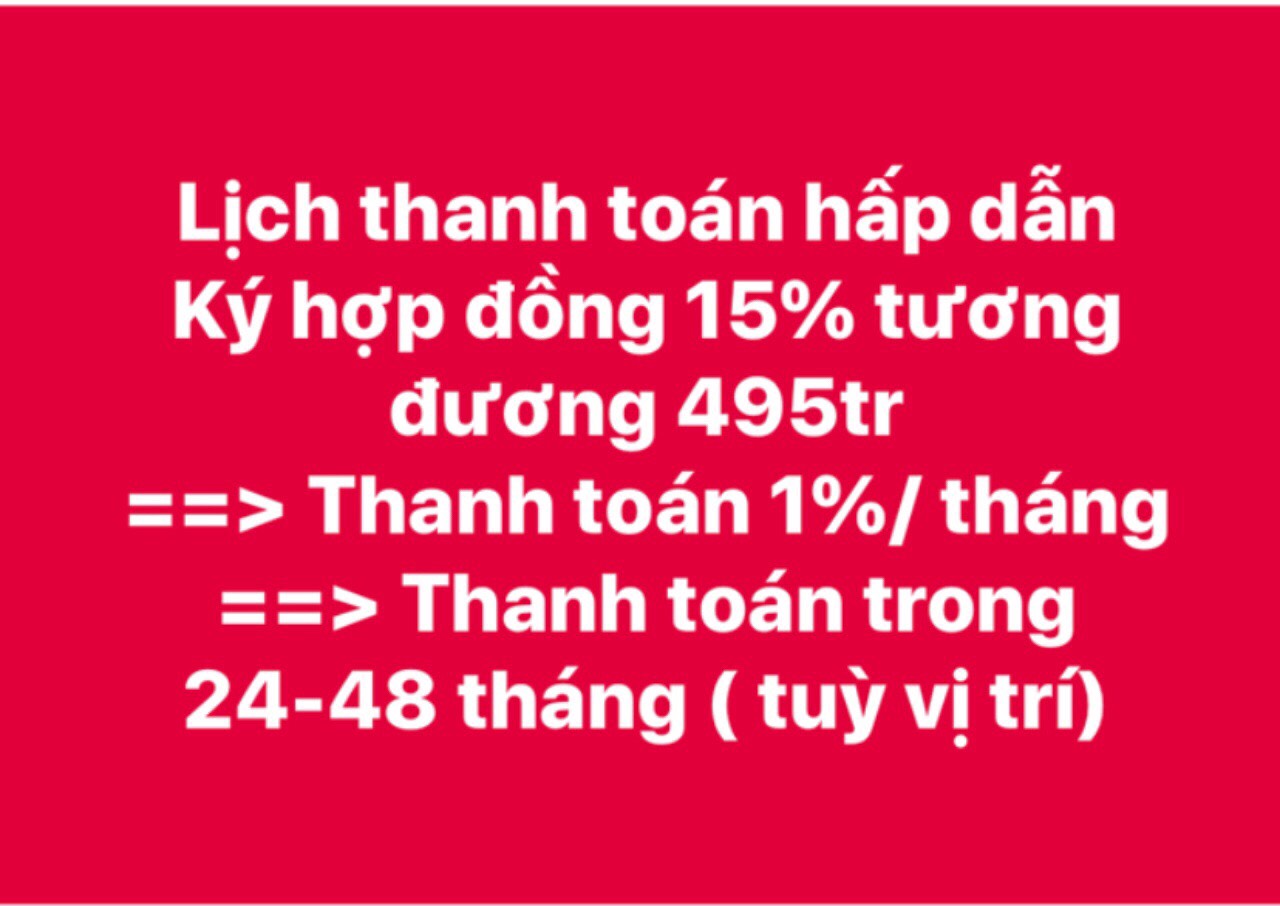 Lịch thanh toán hấp dẫn
Ký hợp đồng 15% tương
đương 495tr
==> Thanh toán 1%/ tháng
==> Thanh toán trong
24-48 tháng ( tuỳ vị trí)